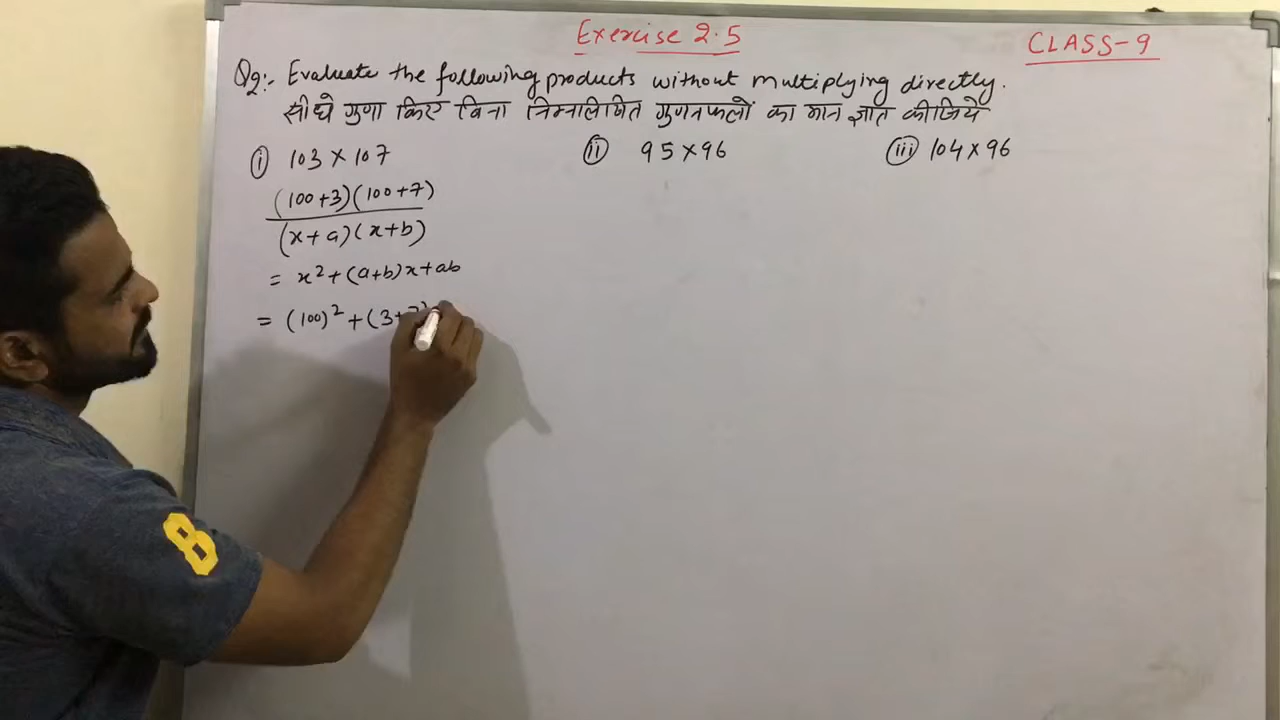 Exercise 2.5
CLASS-9
Q2:- Evaluate the following products without multiplying directly.
सीधे गुणा किए बिना निम्नलिखित गुणनफलों का मान ज्ञात कीजिये
(i) 103 × 107
(ii) 95 × 96
(iii) 104 × 96
(100+3)(100+7)
(x+a)(x+b)
= x² + (a+b)x + ab
= (100)² + (3+7)
B